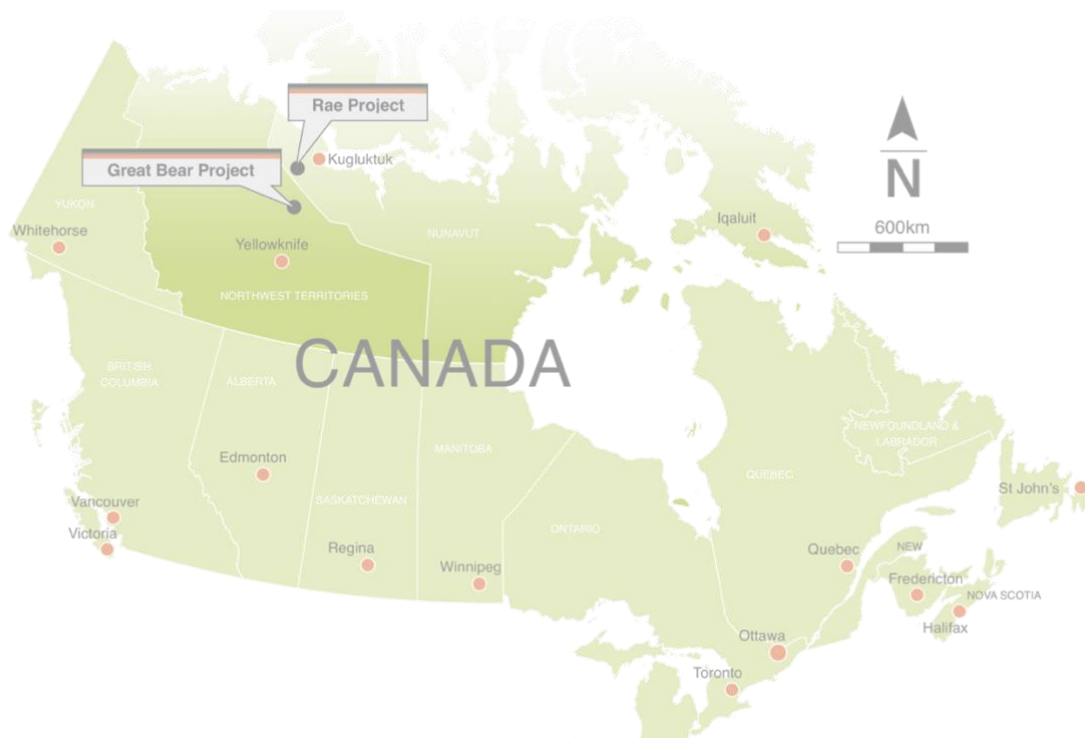 Rae Project
Kugluktuk
Great Bear Project
YUKON
Whitehorse
Iqaluit
N
600km
NUNAVUT
Yellowknife
NORTHWEST TERRITORIES
CANADA
BRITISH
COLUMBIA
ALBERTA
NEWFOUNDLAND &
LABRADOR
MANITOBA
Edmonton
QUEBEC
St John's
SASKATCHEWAN
Vancouver
ONTARIO
Victoria
Regina
Winnipeg
Quebec
NEW
Fredericton
NOVA SCOTIA
Halifax
Ottawa
Toronto